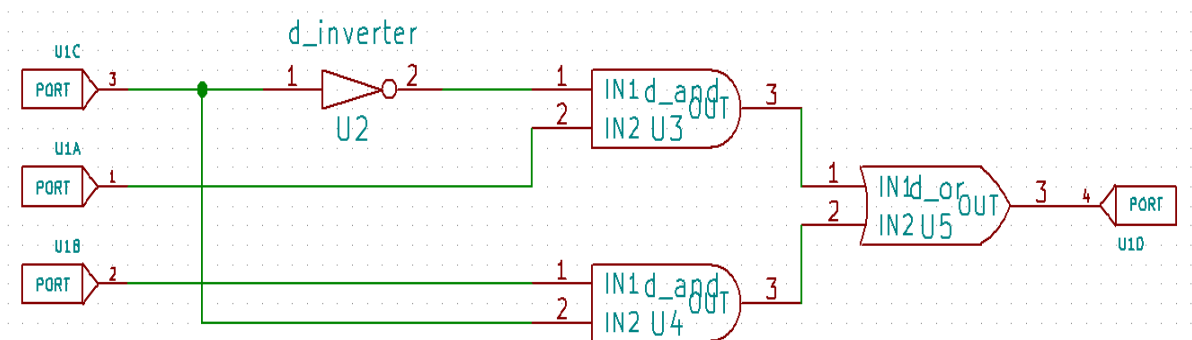 d_inverter
U1C
PORT 3
1 2
U2
1 IN1 d_and OUT 3
2 IN2 U3
U1A
PORT 1
1 IN1 d_or OUT 3
2 IN2 U5
4 PORT
U1D
U1B
PORT 2
1 IN1 d_and OUT 3
2 IN2 U4